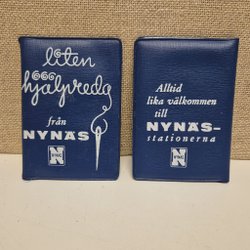 liten
hjälpreda
från
NYNÄS
N
Alltid
lika välkommen
till
NYNÄS-
stationerna
N